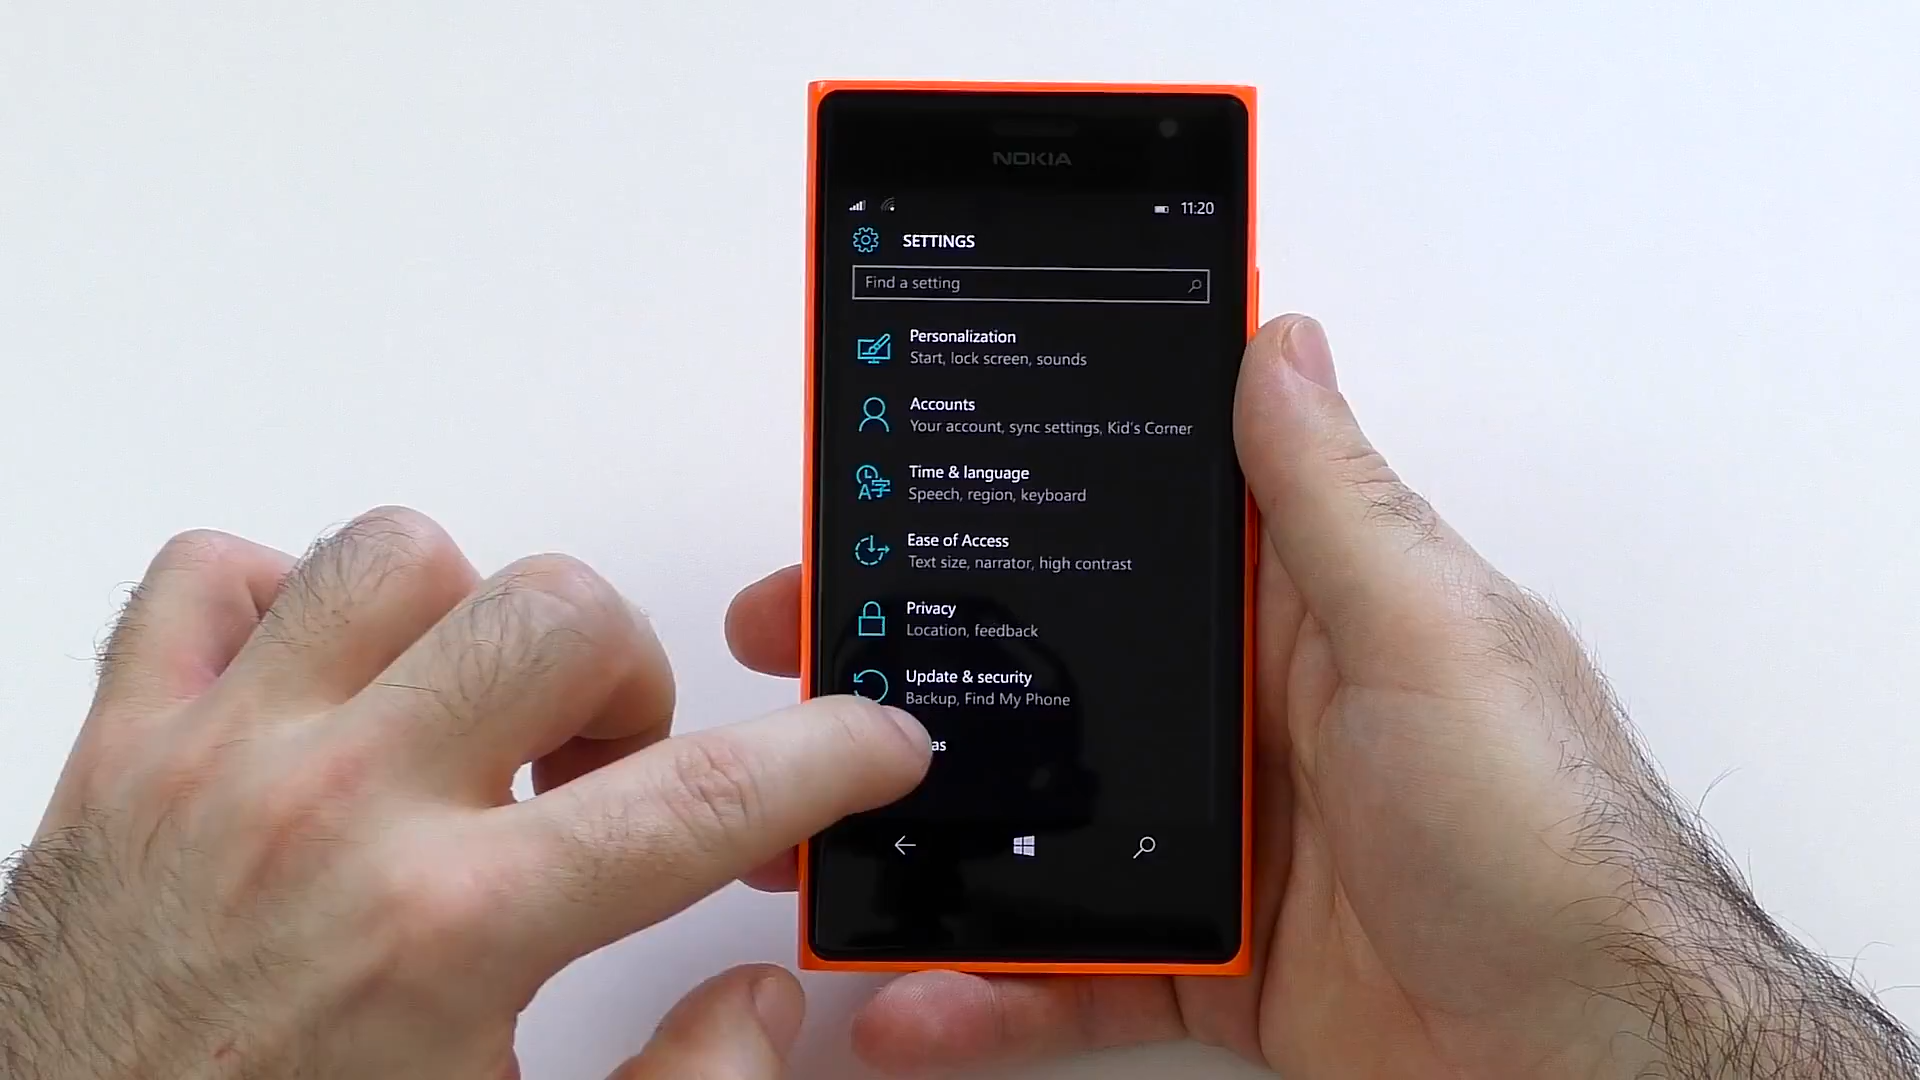 NOKIA
11:20
SETTINGS
Find a setting
Personalization
Start, lock screen, sounds
Accounts
Your account, sync settings, Kid's Corner
Time & language
Speech, region, keyboard
Ease of Access
Text size, narrator, high contrast
Privacy
Location, feedback
Update & security
Backup, Find My Phone